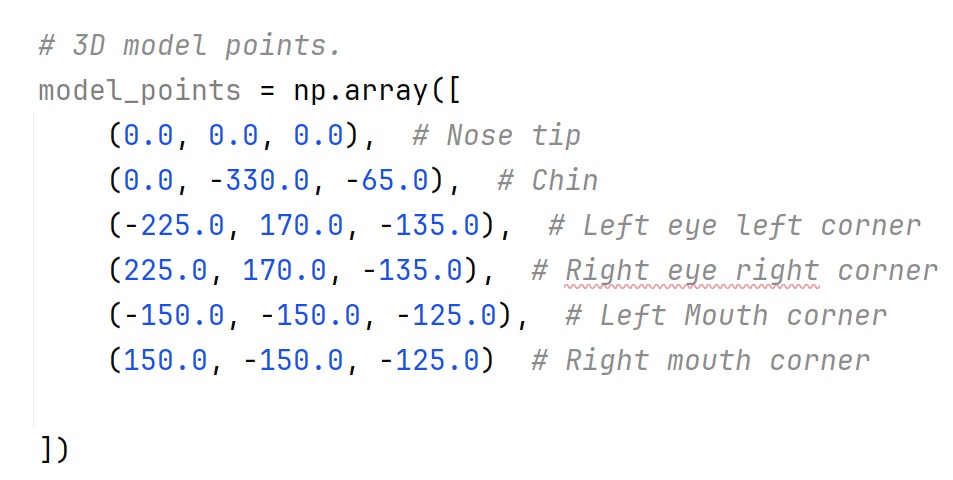 # 3D model points.
model_points = np.array([
    (0.0, 0.0, 0.0),  # Nose tip
    (0.0, -330.0, -65.0),  # Chin
    (-225.0, 170.0, -135.0),  # Left eye left corner
    (225.0, 170.0, -135.0),  # Right eye right corner
    (-150.0, -150.0, -125.0),  # Left Mouth corner
    (150.0, -150.0, -125.0)  # Right mouth corner
])